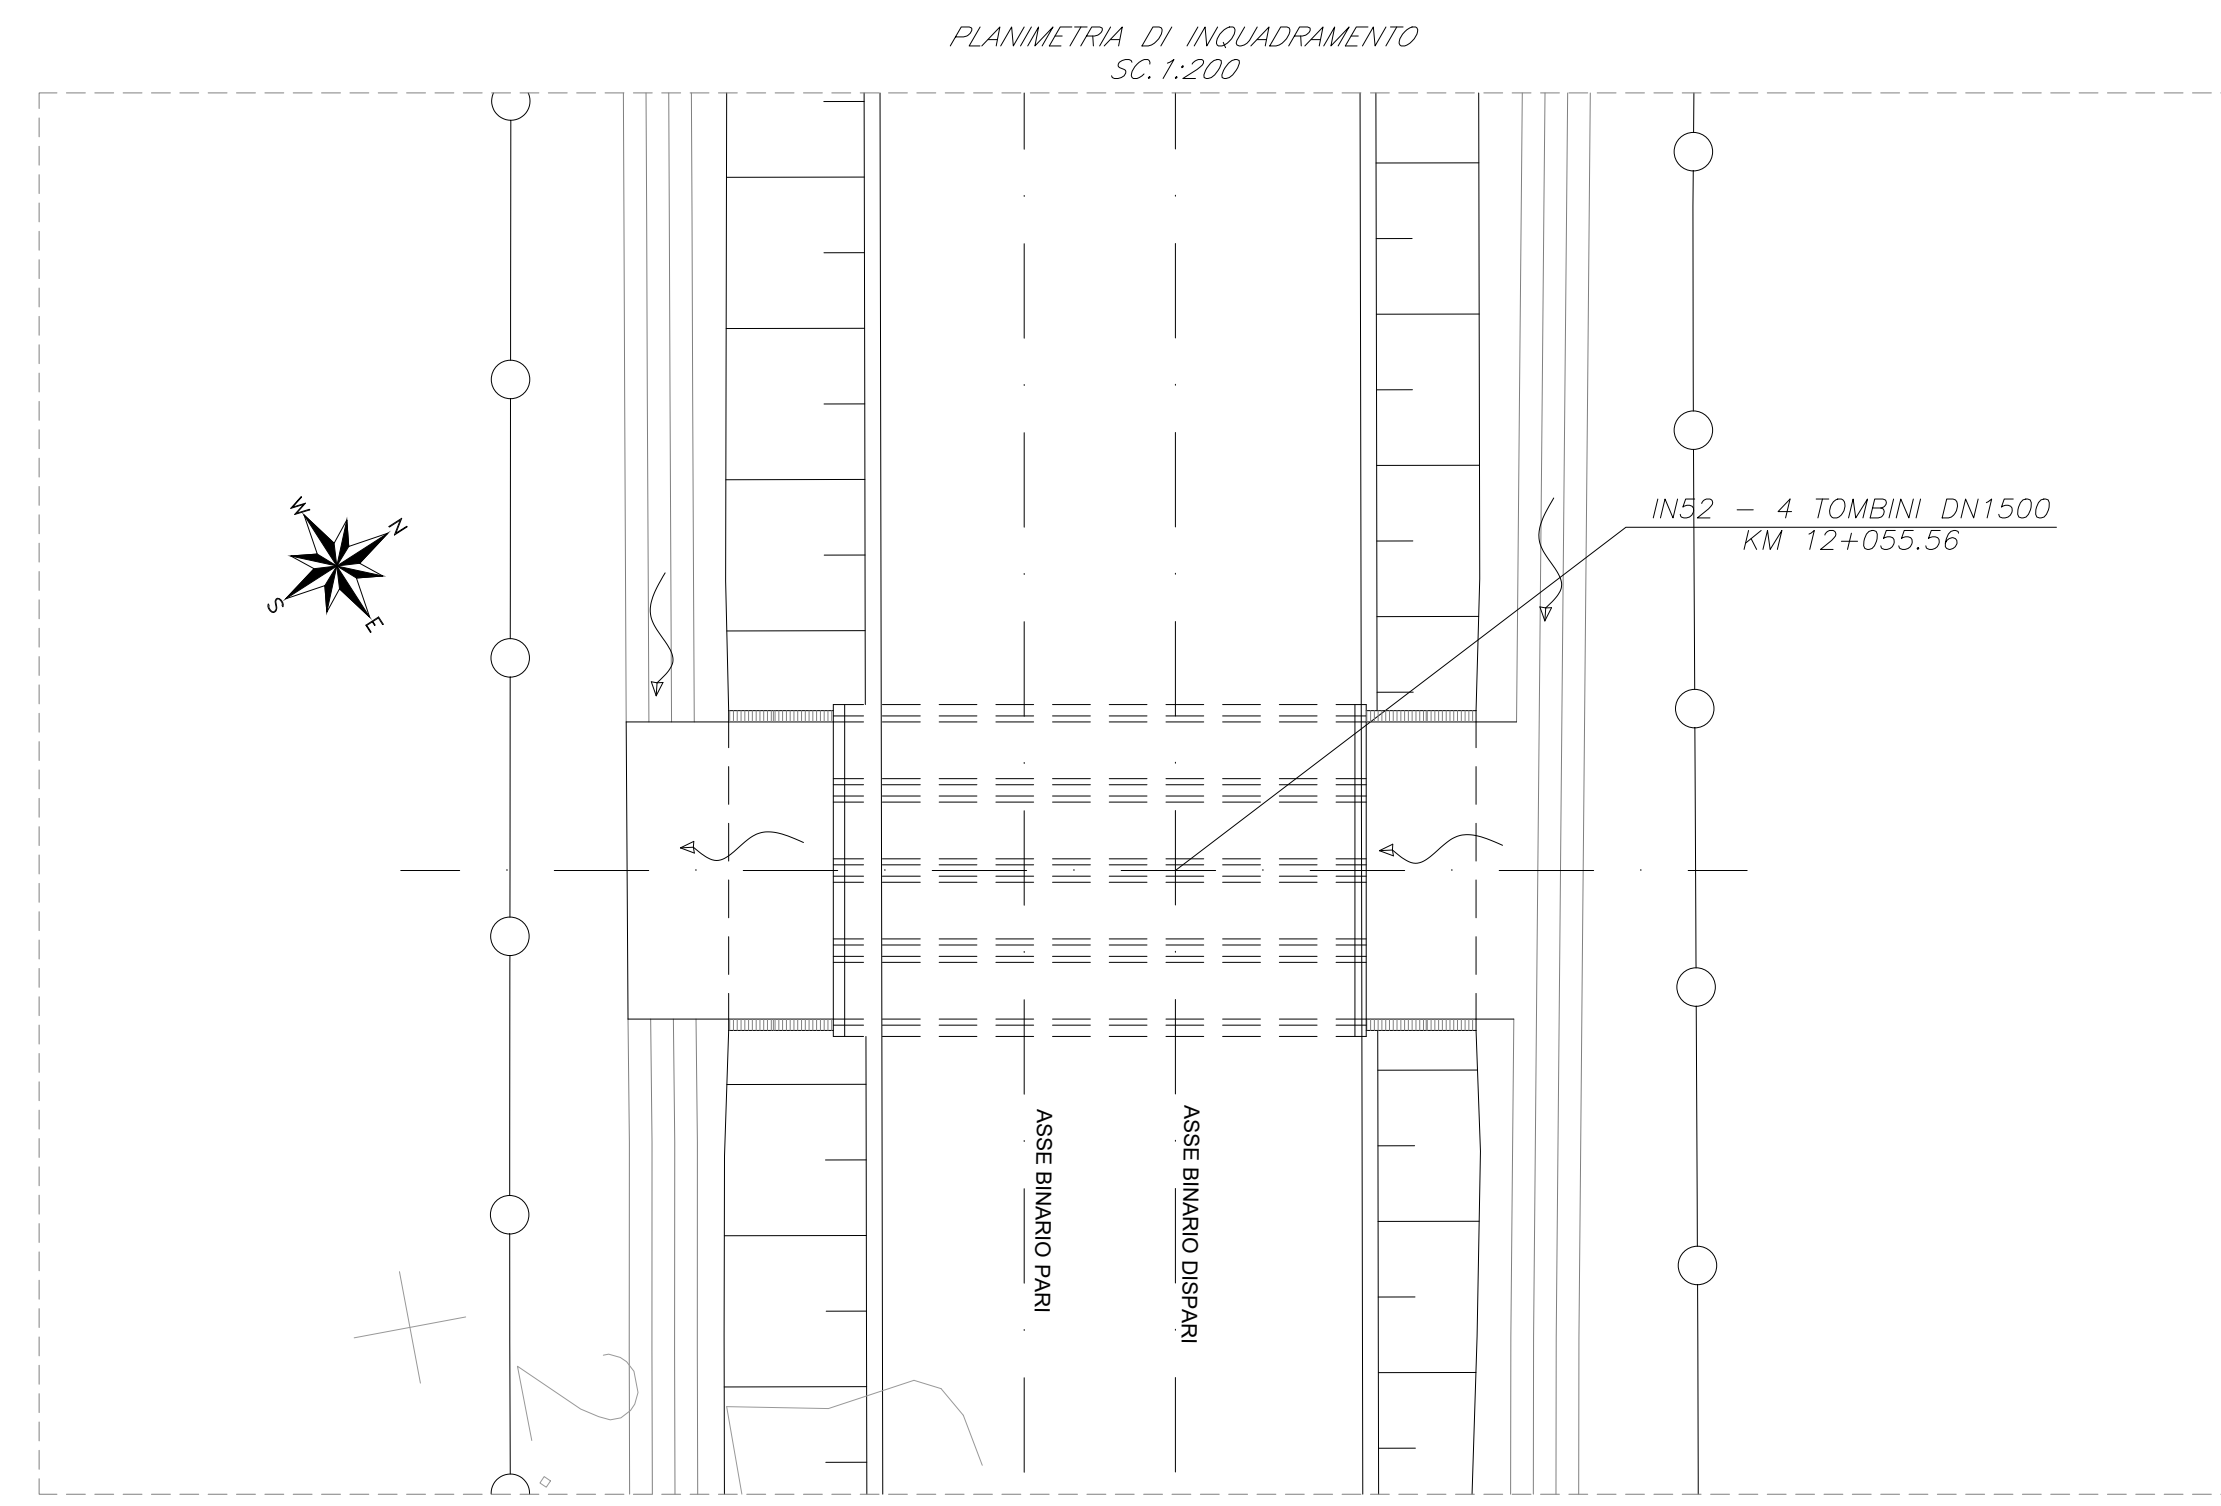 PLANIMETRIA DI INQUADRAMENTO
SC. 1:200
W
N
S
E
IN52 - 4 TOMBINI DN1500
KM 12+055.56
ASSE BINARIO PARI
ASSE BINARIO DISPARI